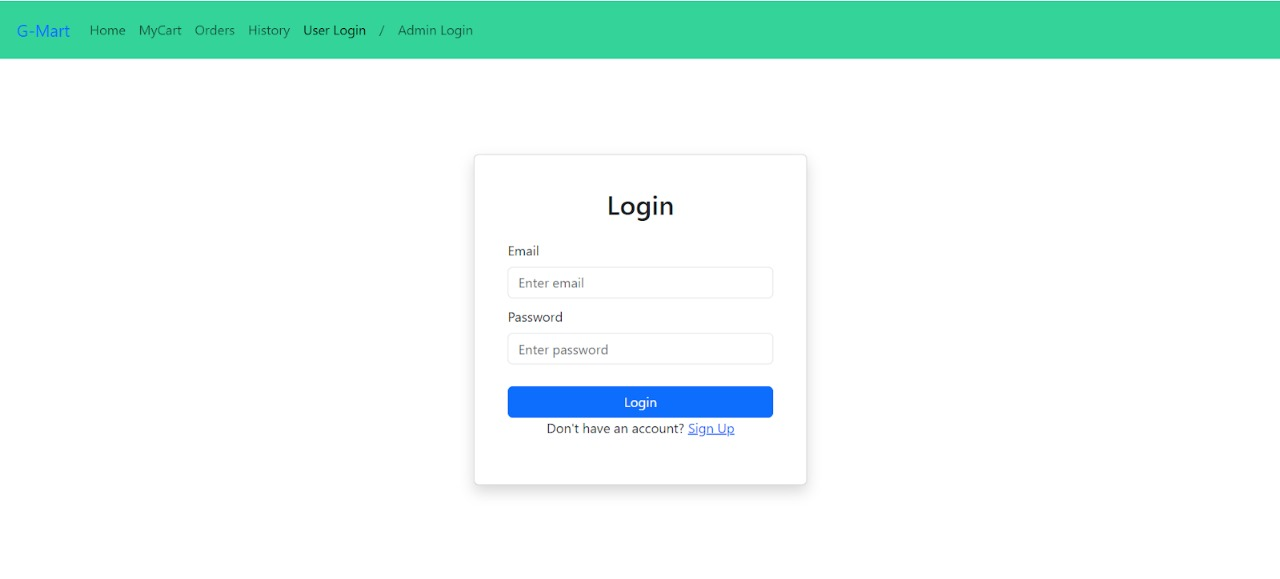 G-Mart Home MyCart Orders History User Login / Admin Login
Login
Email
Enter email
Password
Enter password
Login
Don't have an account? Sign Up